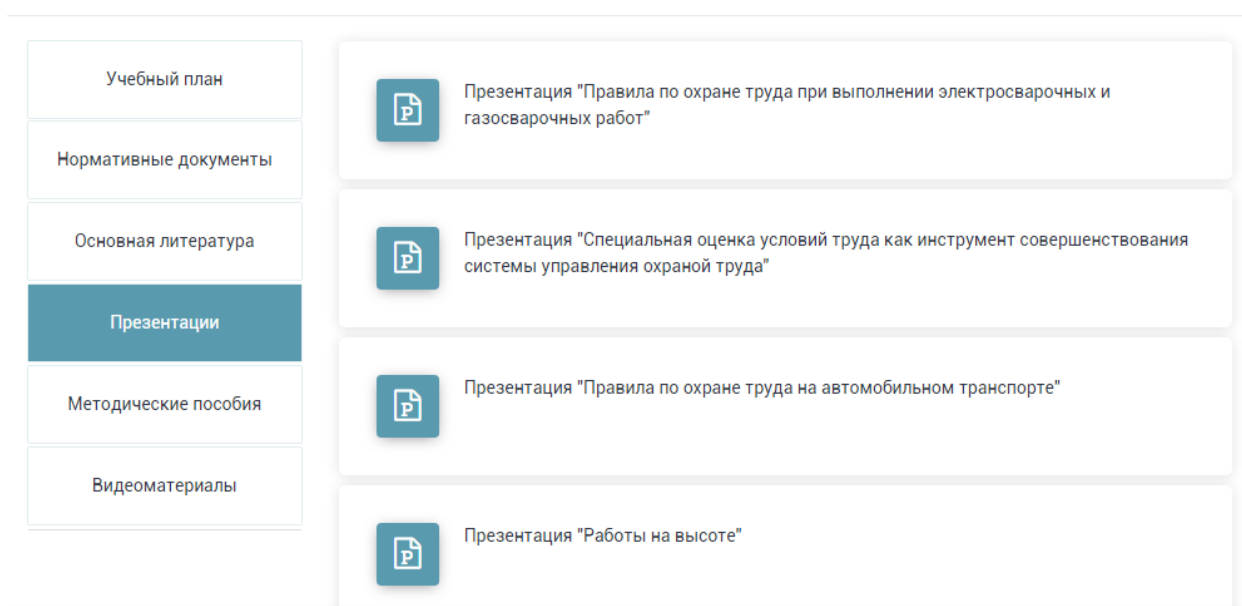 Учебный план
Нормативные документы
Основная литература
Презентации
Методические пособия
Видеоматериалы
Презентация "Правила по охране труда при выполнении электросварочных и
газосварочных работ"
Презентация "Специальная оценка условий труда как инструмент совершенствования
системы управления охраной труда"
Презентация "Правила по охране труда на автомобильном транспорте"
Презентация "Работы на высоте"